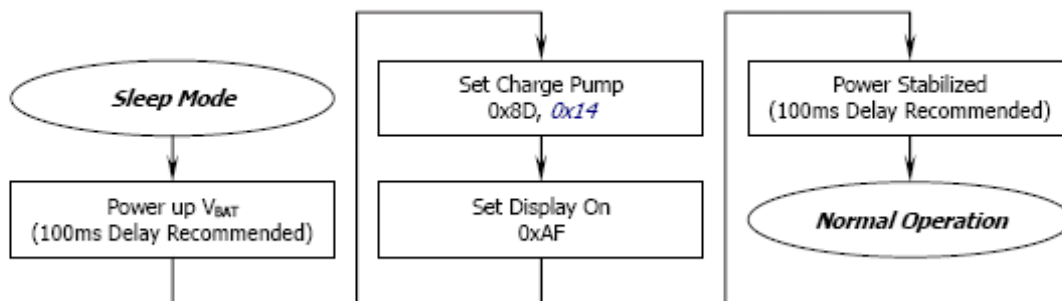 Sleep Mode
Power up VBAT
(100ms Delay Recommended)
Set Charge Pump
0x8D, 0x14
Set Display On
0xAF
Power Stabilized
(100ms Delay Recommended)
Normal Operation